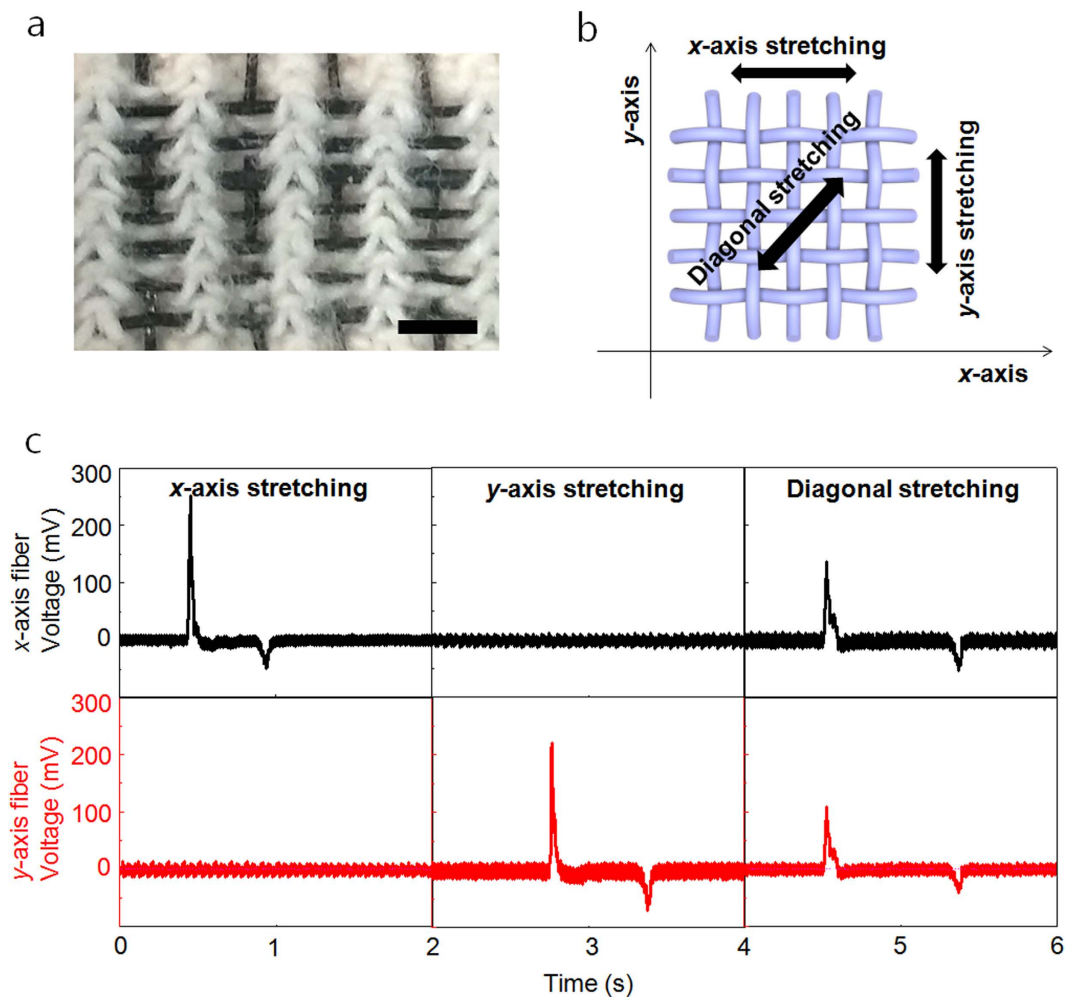 a
b
x-axis stretching
y-axis
Diagonal stretching
y-axis stretching
x-axis
c
x-axis stretching
y-axis stretching
Diagonal stretching
x-axis fiber
Voltage (mV)
300
200
100
0
y-axis fiber
Voltage (mV)
300
200
100
0
0
1
2
3
4
5
6
Time (s)